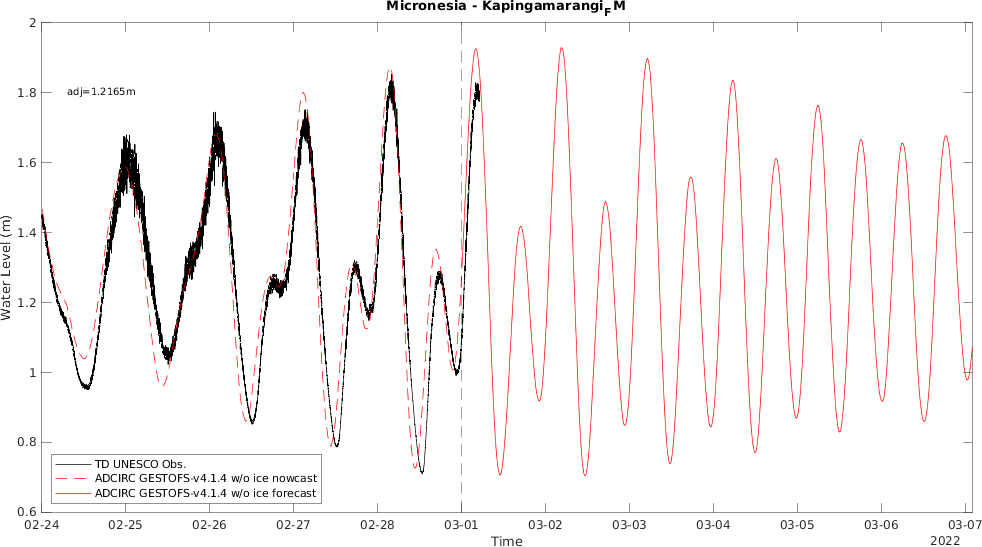 Micronesia - Kapingamarangi_FM
adj=1.2165m
2
1.8
1.6
1.4
1.2
1
0.8
0.6
Water Level (m)
TD UNESCO Obs.
ADCIRC GESTOFS-v4.1.4 w/o ice nowcast
ADCIRC GESTOFS-v4.1.4 w/o ice forecast
02-24 02-25 02-26 02-27 02-28 03-01 03-02 03-03 03-04 03-05 03-06 03-07
Time
2022